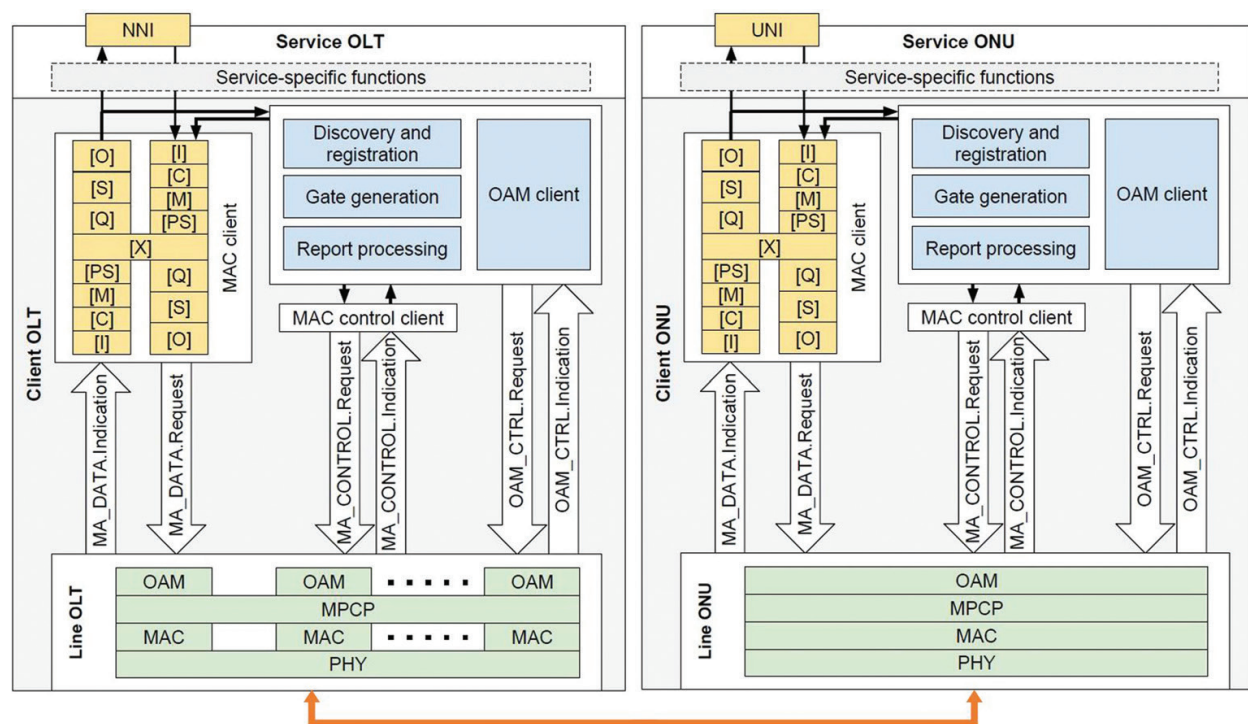 NNI
Service OLT
Service-specific functions
Client OLT
[O]
[S]
[Q]
[I]
[C]
[M]
[PS]
[X]
[PS]
[M]
[C]
[I]
[Q]
[S]
[O]
MAC client
Discovery and
registration
Gate generation
Report processing
OAM client
MAC control client
MA_DATA.Indication
MA_DATA.Request
MA_CONTROL.Request
MA_CONTROL.Indication
OAM_CTRL.Request
OAM_CTRL.Indication
Line OLT
OAM OAM OAM
MPCP
MAC MAC MAC
PHY
UNI
Service ONU
Service-specific functions
Client ONU
[O]
[S]
[Q]
[I]
[C]
[M]
[PS]
[X]
[PS]
[M]
[C]
[I]
[Q]
[S]
[O]
MAC client
Discovery and
registration
Gate generation
Report processing
OAM client
MAC control client
MA_DATA.Indication
MA_DATA.Request
MA_CONTROL.Request
MA_CONTROL.Indication
OAM_CTRL.Request
OAM_CTRL.Indication
Line ONU
OAM
MPCP
MAC
PHY